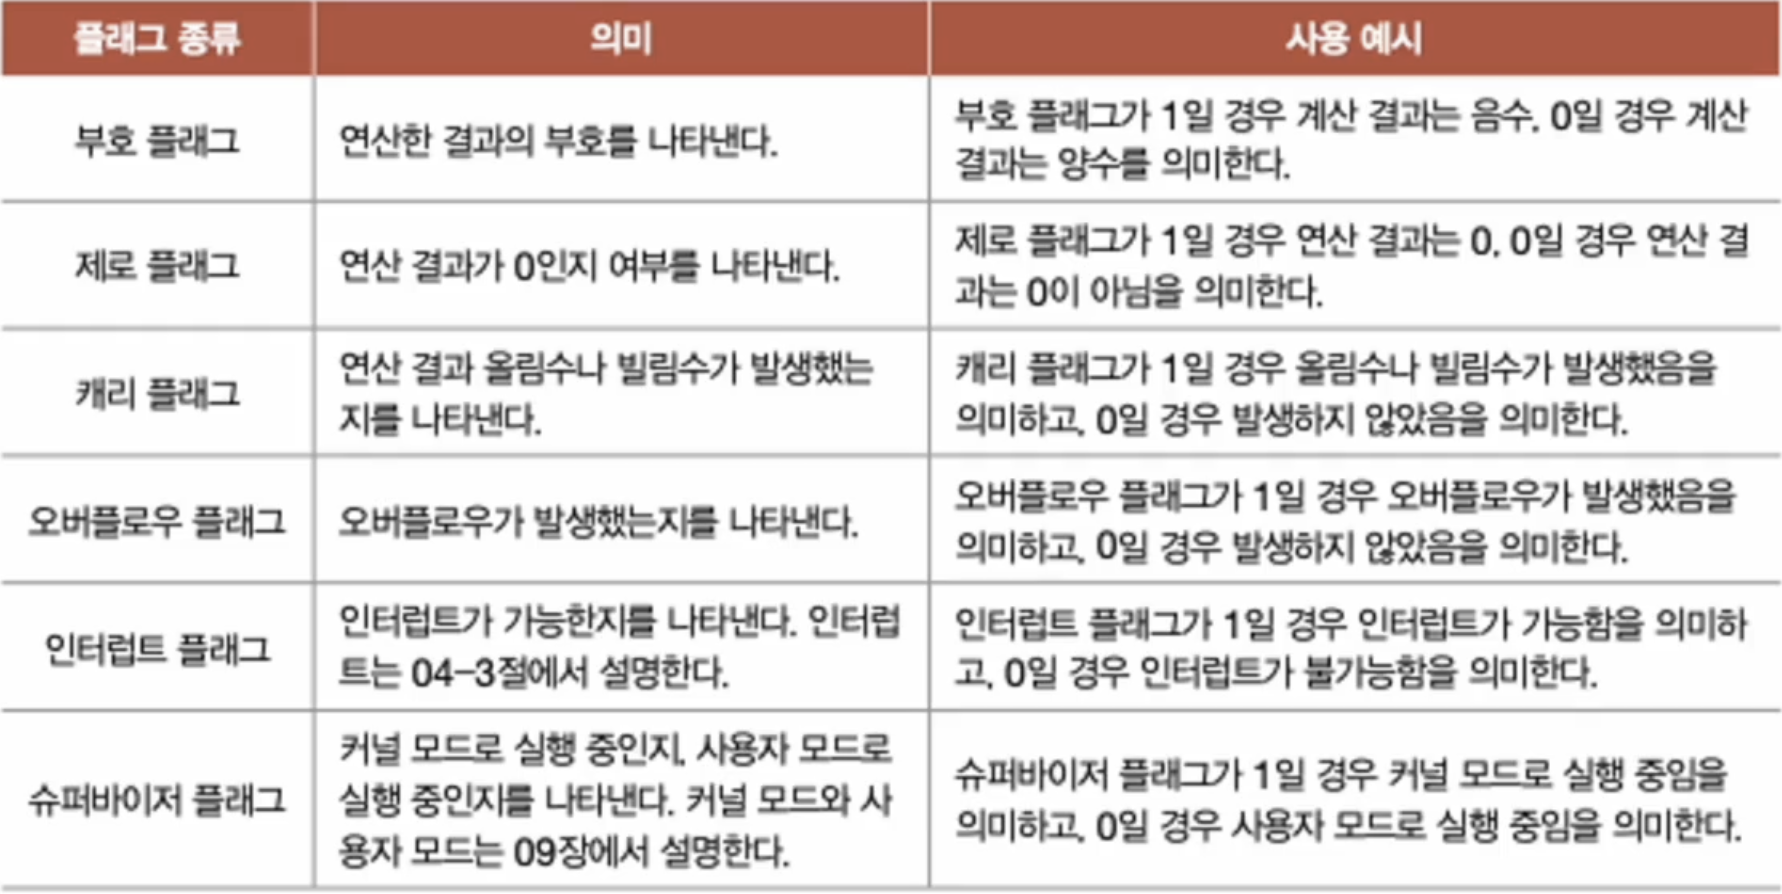 플래그 종류
의미
사용 예시
부호 플래그
연산한 결과의 부호를 나타낸다.
부호 플래그가 1일 경우 계산 결과는 음수, 0일 경우 계산
결과는 양수를 의미한다.
제로 플래그
연산 결과가 0인지 여부를 나타낸다.
제로 플래그가 1일 경우 연산 결과는 0, 0일 경우 연산 결
과는 0이 아님을 의미한다.
캐리 플래그
연산 결과 올림수나 빌림수가 발생했는
지를 나타낸다.
캐리 플래그가 1일 경우 올림수나 빌림수가 발생했음을
의미하고, 0일 경우 발생하지 않았음을 의미한다.
오버플로우 플래그
오버플로우가 발생했는지를 나타낸다.
오버플로우 플래그가 1일 경우 오버플로우가 발생했음을
의미하고, 0일 경우 발생하지 않았음을 의미한다.
인터럽트 플래그
인터럽트가 가능한지를 나타낸다. 인터럽
트는 04-3절에서 설명한다.
인터럽트 플래그가 1일 경우 인터럽트가 가능함을 의미하
고, 0일 경우 인터럽트가 불가능함을 의미한다.
슈퍼바이저 플래그
커널 모드로 실행 중인지, 사용자 모드로
실행 중인지를 나타낸다. 커널 모드와 사
용자 모드는 09장에서 설명한다.
슈퍼바이저 플래그가 1일 경우 커널 모드로 실행 중임을
의미하고, 0일 경우 사용자 모드로 실행 중임을 의미한다.